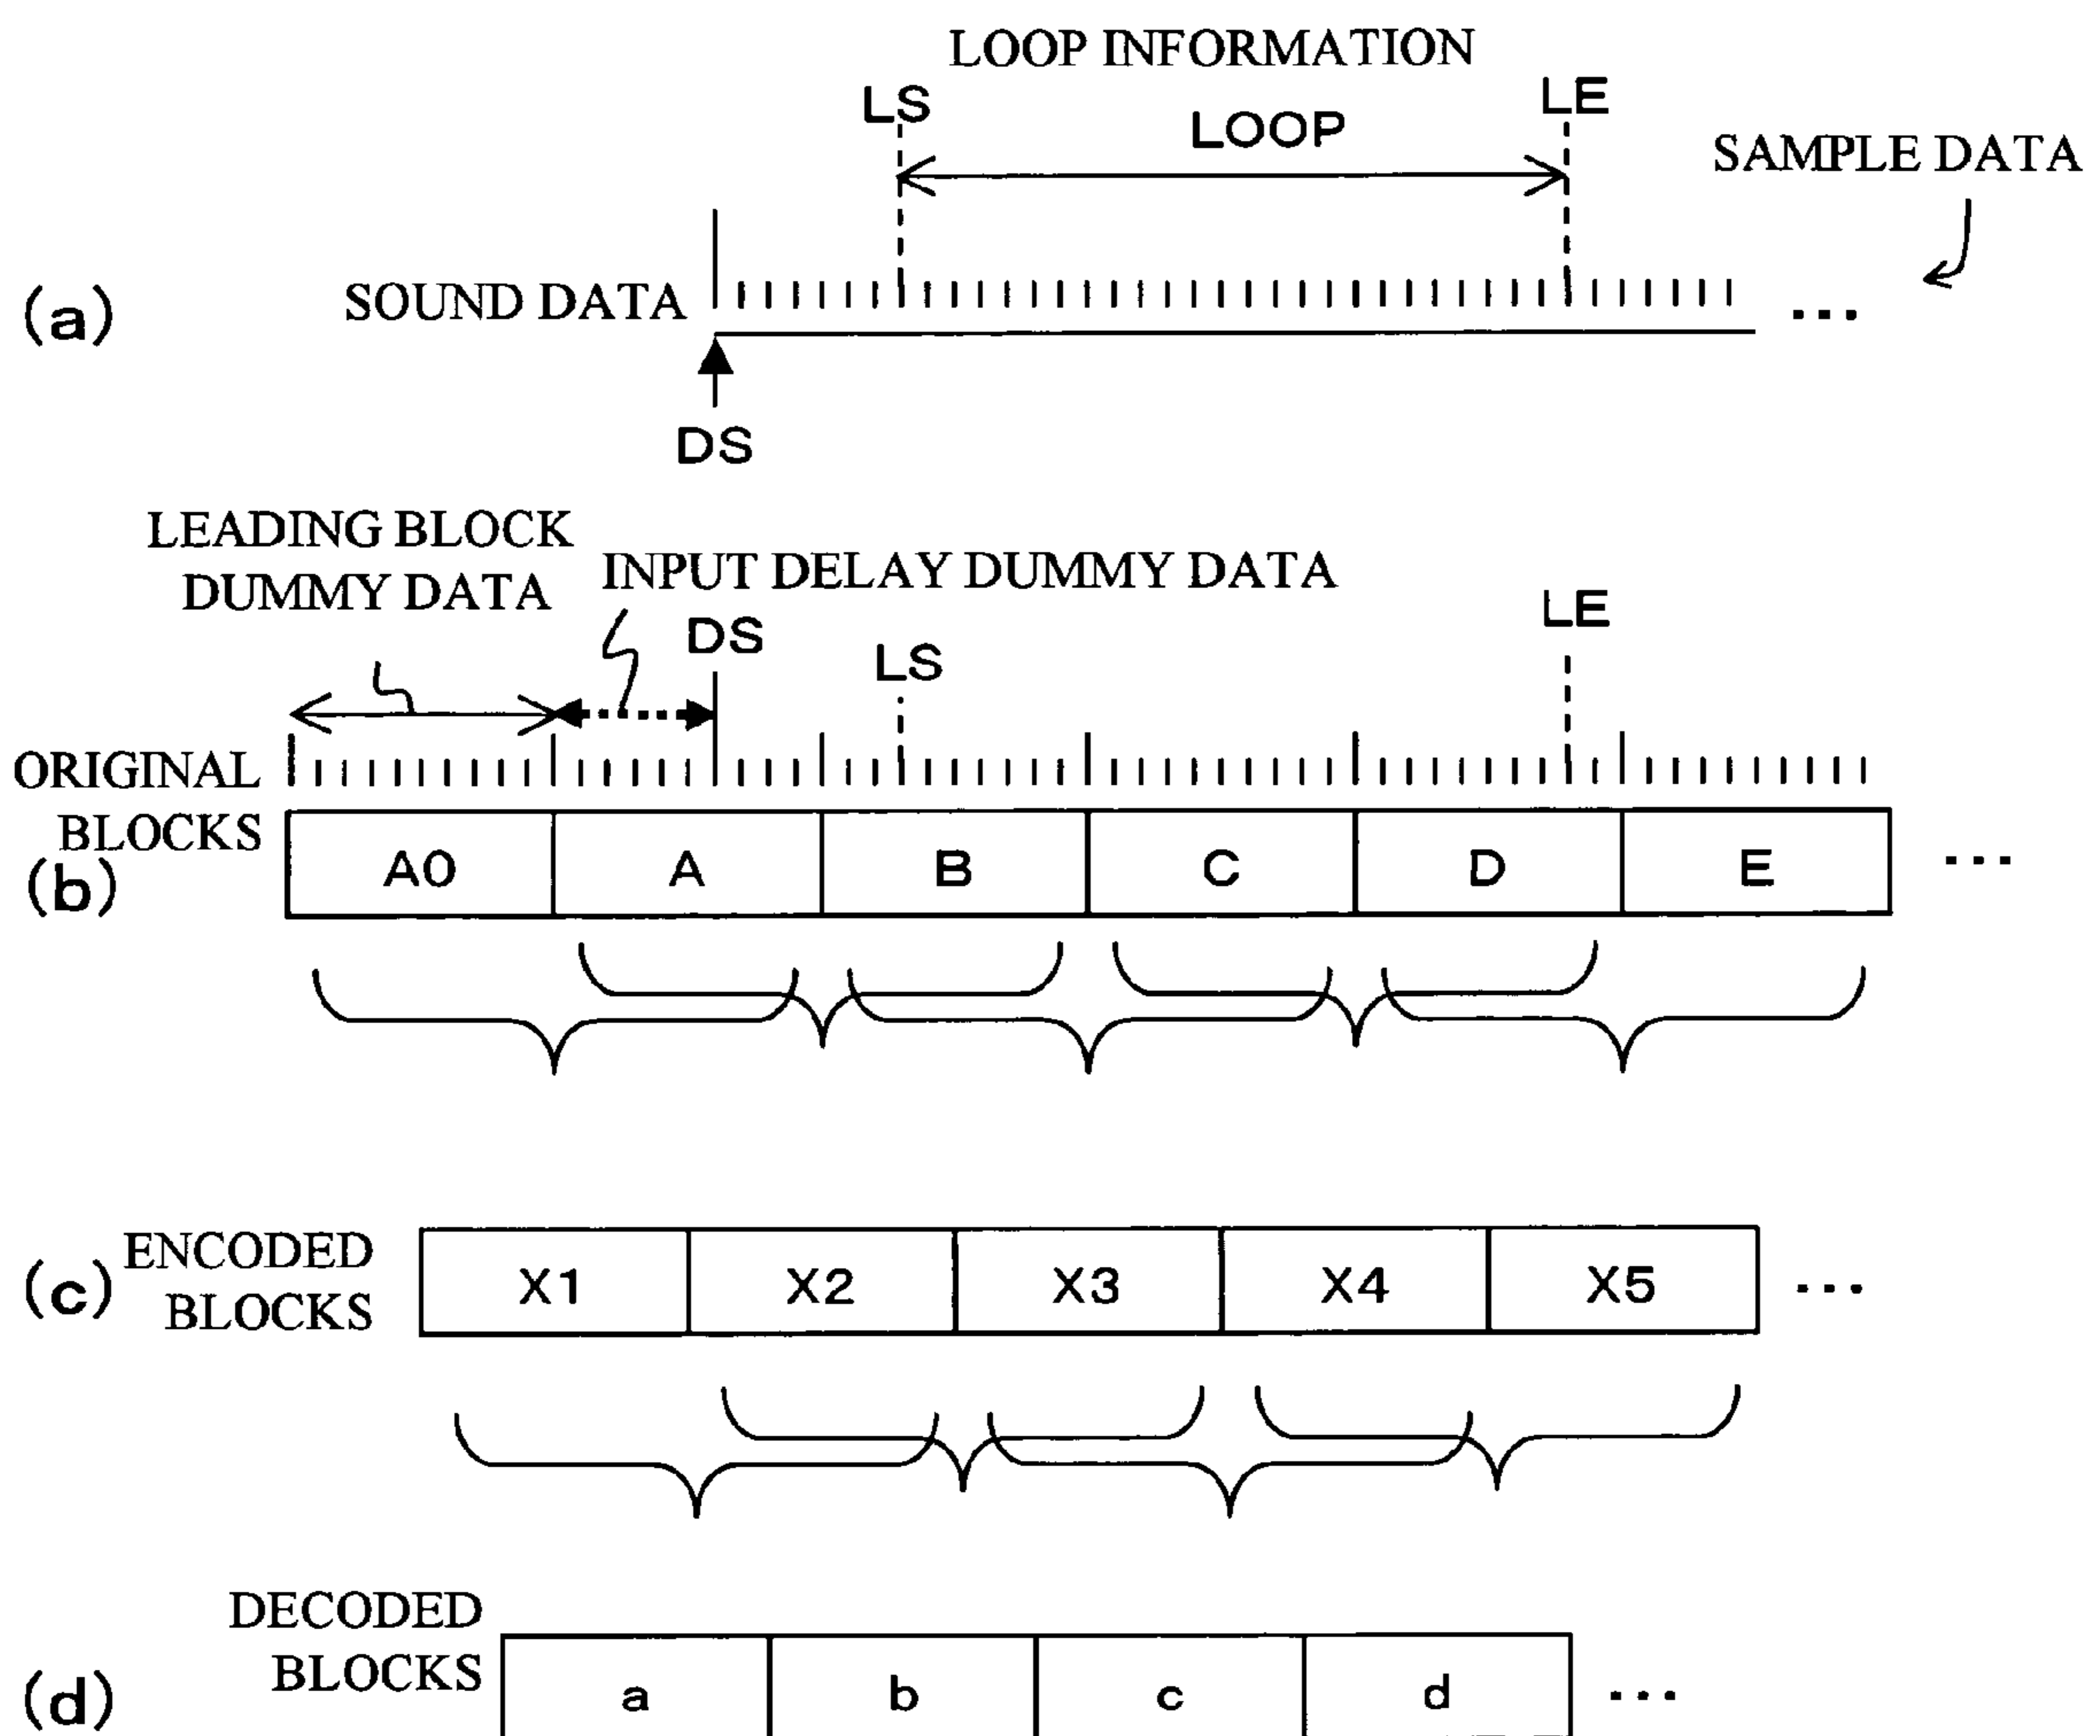 LOOP INFORMATION
LS
LOOP
LE
SAMPLE DATA
(a)
SOUND DATA
...
DS
LEADING BLOCK
DUMMY DATA
INPUT DELAY DUMMY DATA
DS
LS
LE
ORIGINAL
BLOCKS
(b)
A0 A B C D E ...
(c)
ENCODED
BLOCKS
X1 X2 X3 X4 X5 ...
DECODED
BLOCKS
(d)
a b c d ...